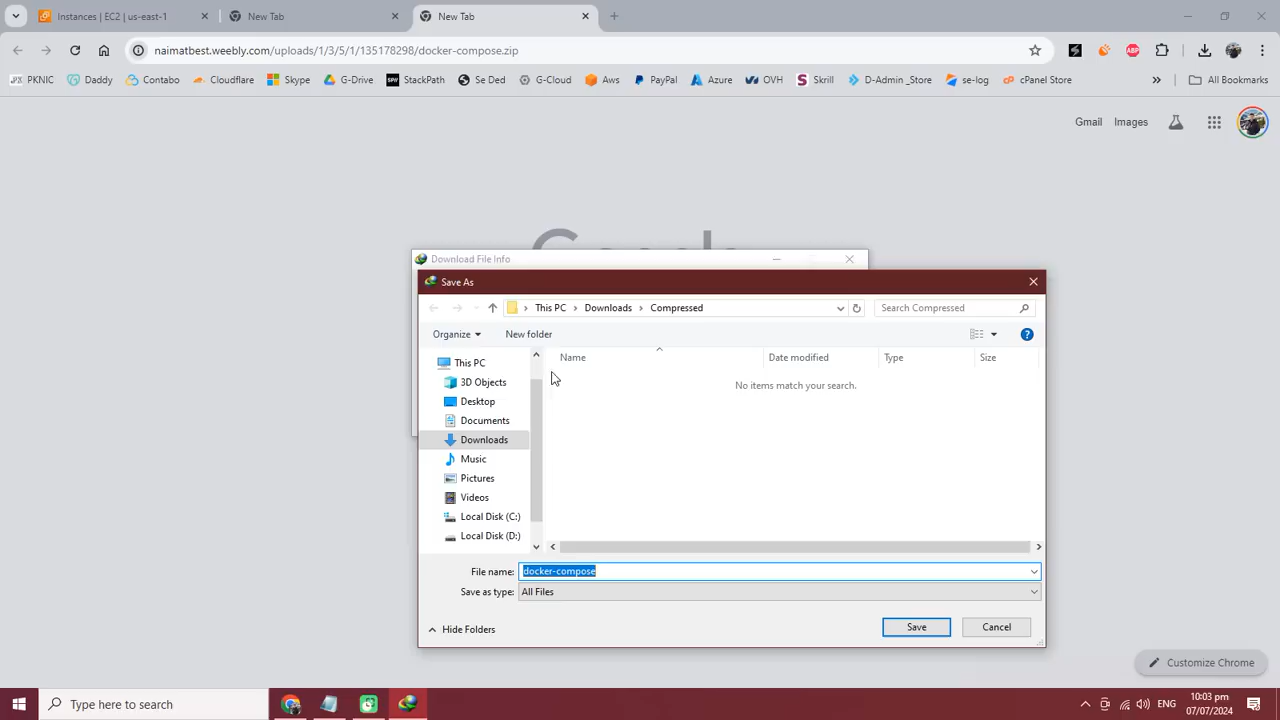 Instances | EC2 | us-east-1
New Tab
New Tab
naimatbest.weebly.com/uploads/1/3/5/1/135178298/docker-compose.zip
ABP
PKNIC
Daddy
Contabo
Cloudflare
Skype
G-Drive
StackPath
Se Ded
G-Cloud
Aws
PayPal
Azure
OVH
Skrill
D-Admin _Store
se-log
cPanel Store
All Bookmarks
Gmail
Images
Download File Info
Save As
This PC
Downloads
Compressed
Search Compressed
Organize
New folder
Name
Date modified
Type
Size
No items match your search.
This PC
3D Objects
Desktop
Documents
Downloads
Music
Pictures
Videos
Local Disk (C:)
Local Disk (D:)
File name:
docker-compose
Save as type:
All Files
Hide Folders
Save
Cancel
Customize Chrome
Type here to search
ENG
10:03 pm
07/07/2024